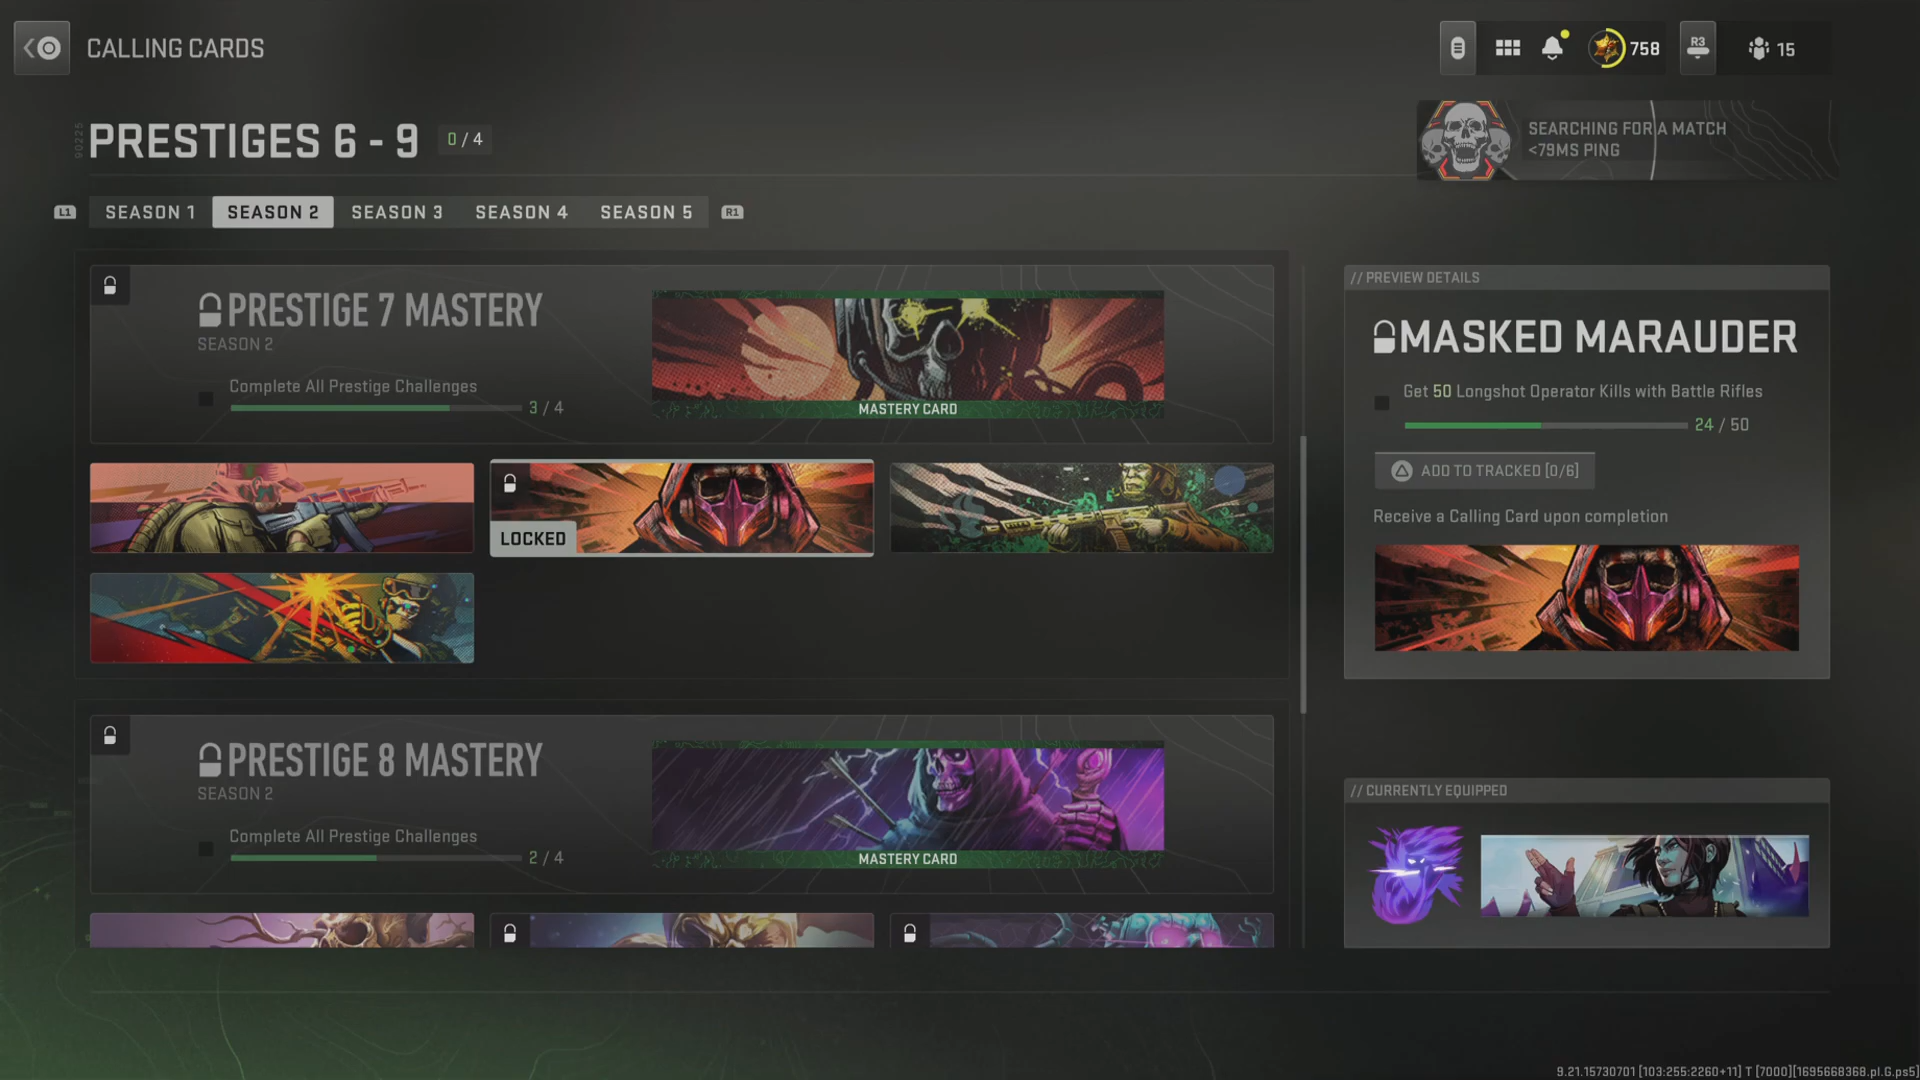 CALLING CARDS
758
R3
15
90225
PRESTIGES 6 - 9
0 / 4
SEARCHING FOR A MATCH
<79MS PING
L1
SEASON 1
SEASON 2
SEASON 3
SEASON 4
SEASON 5
R1
PRESTIGE 7 MASTERY
SEASON 2
Complete All Prestige Challenges
3 / 4
MASTERY CARD
LOCKED
PRESTIGE 8 MASTERY
SEASON 2
Complete All Prestige Challenges
2 / 4
MASTERY CARD
// PREVIEW DETAILS
MASKED MARAUDER
Get 50 Longshot Operator Kills with Battle Rifles
24 / 50
ADD TO TRACKED [0/6]
Receive a Calling Card upon completion
// CURRENTLY EQUIPPED
9.21.15730701 [103:255:2260+11] T [7000][1695668368.pl.G.ps5]